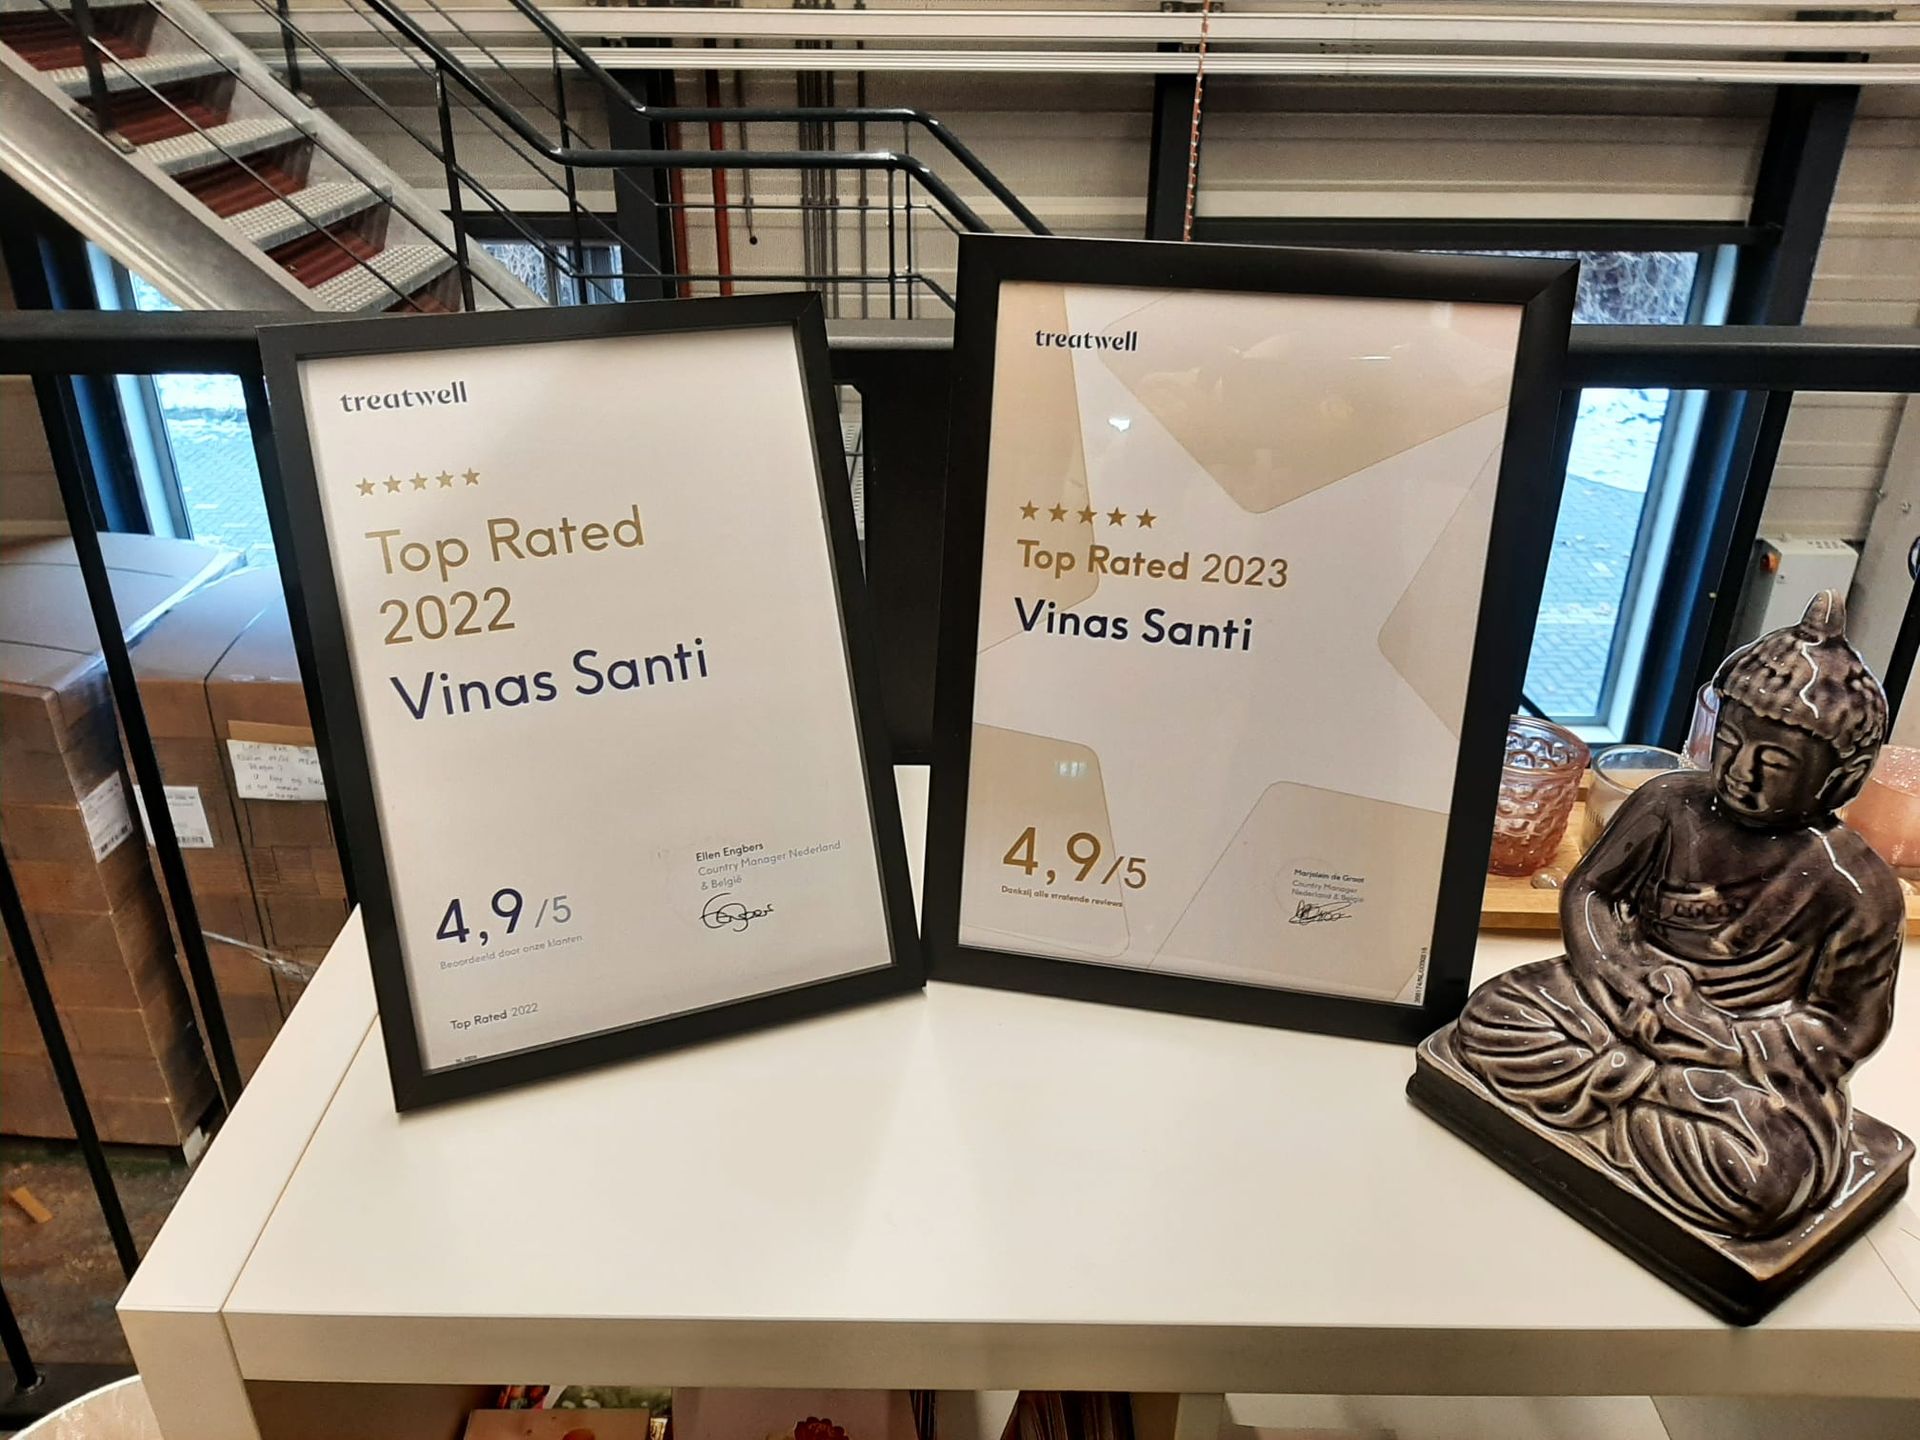 treatwell
Top Rated
2022
Vinas Santi
4,9/5
Beoordeeld door onze klanten
Ellen Engbers
Country Manager Nederland
& België
Top Rated 2022
treatwell
Top Rated 2023
Vinas Santi
4,9/5
Dankzij alle stralende reviews
Marjolein de Groot
Country Manager
Nederland & België